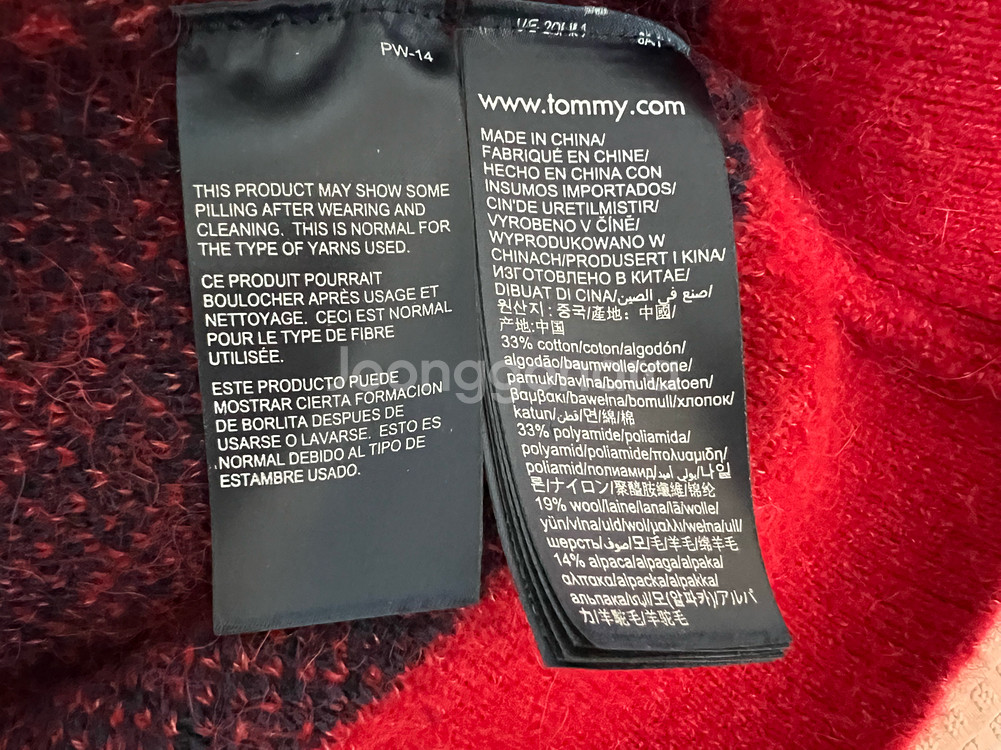 PW-14
THIS PRODUCT MAY SHOW SOME
PILLING AFTER WEARING AND
CLEANING. THIS IS NORMAL FOR
THE TYPE OF YARNS USED.
CE PRODUIT POURRAIT
BOULOCHER APRÈS USAGE ET
NETTOYAGE. CECI EST NORMAL
POUR LE TYPE DE FIBRE
UTILISÉE.
ESTE PRODUCTO PUEDE
MOSTRAR CIERTA FORMACION
DE BORLITA DESPUES DE
USARSE O LAVARSE. ESTO ES
NORMAL DEBIDO AL TIPO DE
ESTAMBRE USADO.
www.tommy.com
MADE IN CHINA/
FABRIQUÉ EN CHINE/
HECHO EN CHINA CON
INSUMOS IMPORTADOS/
CIN'DE URETILMISTIR/
VYROBENO V ČÍNĚ/
WYPRODUKOWANO W
CHINACH/PRODUSERT I KINA/
ИЗГОТОВЛЕНО В КИТАЕ/
DIBUAT DI CINA/صنع في الصين/
원산지 : 중국/產地：中國/
产地:中国
33% cotton/coton/algodón/
algodão/baumwolle/cotone/
pamuk/bavlna/bomuld/katoen/
βαμβακι/bawełna/bomull/хлопок/
katun/قطن/면/綿/棉
33% polyamide/poliamida/
polyamid/poliamide/πολυαμιδη/
poliamid/полиамид/بولي أميد/나일
론/ナイロン/聚醯胺纖維/锦纶
19% wool/laine/lana/lã/wolle/
yün/vlna/uld/wol/μαλλι/wełna/ull/
шерсть/صوف/모/毛/羊毛/绵羊毛
14% alpaca/alpaga/alpaka/
αλπακα/alpacka/alpakka/
альпака/ألبكا/모(알파카)/アルパ
カ/羊駝毛/羊驼毛